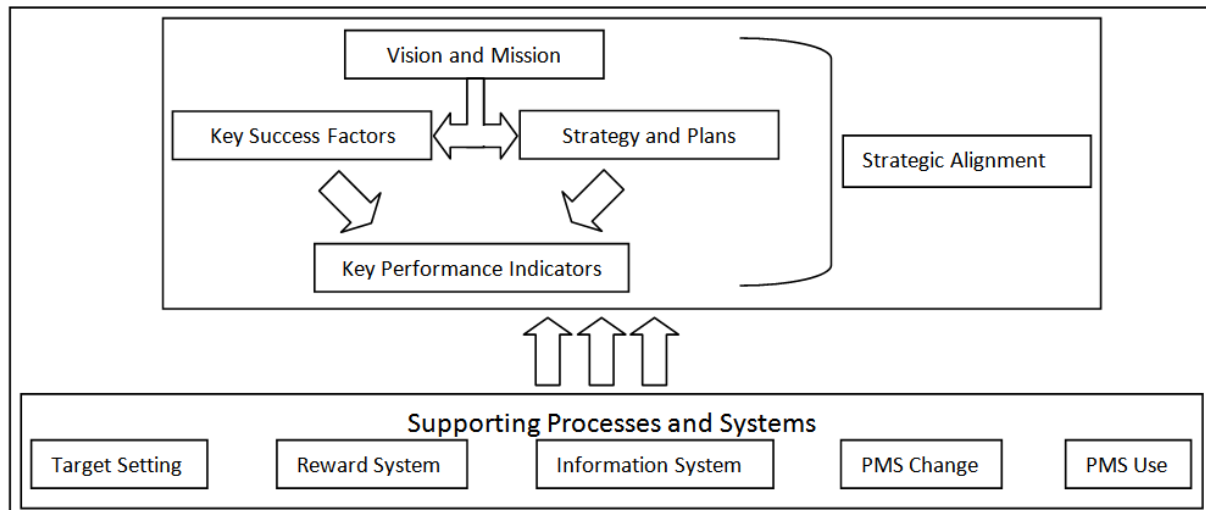 Vision and Mission
Key Success Factors
Strategy and Plans
Strategic Alignment
Key Performance Indicators
Supporting Processes and Systems
Target Setting
Reward System
Information System
PMS Change
PMS Use